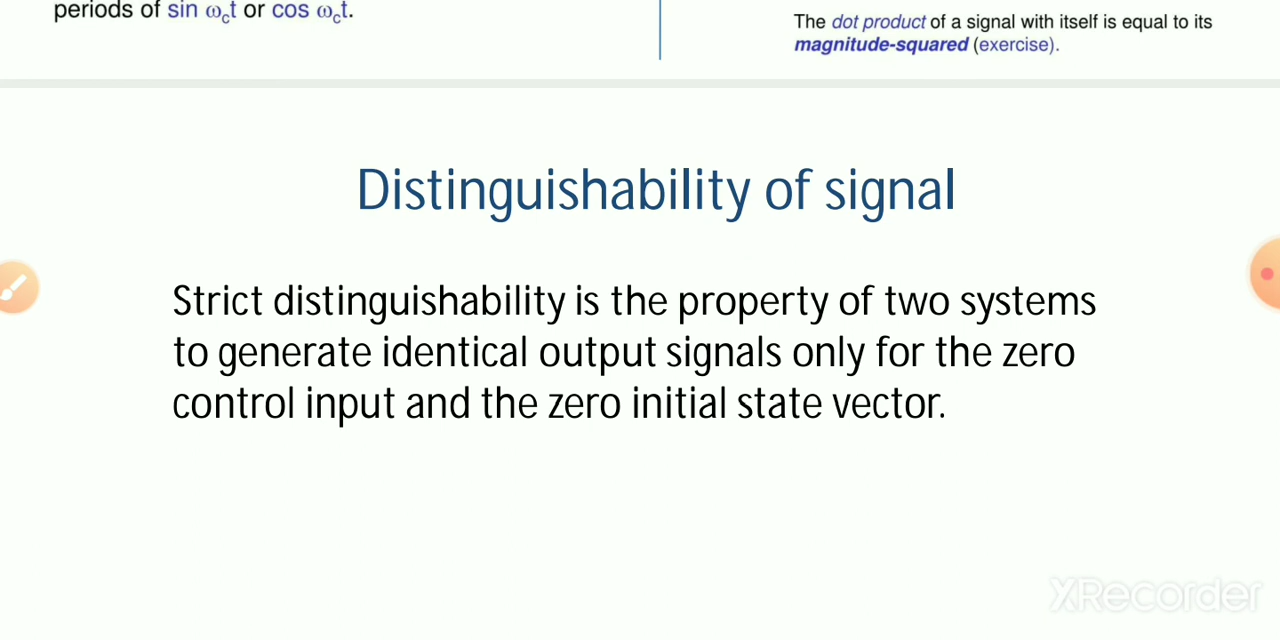 periods of sin ω꜀t or cos ω꜀t.
The dot product of a signal with itself is equal to its
magnitude-squared (exercise).
Distinguishability of signal
Strict distinguishability is the property of two systems
to generate identical output signals only for the zero
control input and the zero initial state vector.
XRecorder